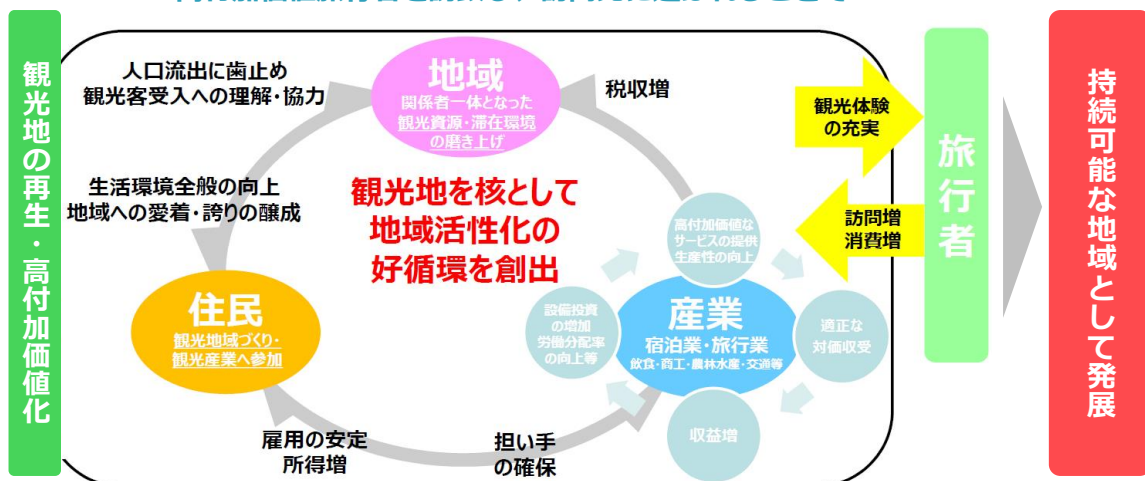 観光地の再生・高付加価値化
人口流出に歯止め
観光客受入への理解・協力
地域
関係者一体となった
観光資源・滞在環境
の磨き上げ
税収増
観光体験
の充実
旅行者
持続可能な地域として発展
生活環境全般の向上
地域への愛着・誇りの醸成
観光地を核として
地域活性化の
好循環を創出
高付加価値な
サービスの提供
生産性の向上
訪問増
消費増
住民
観光地域づくり・
観光産業へ参加
設備投資
の増加
労働分配率
の向上等
産業
宿泊業・旅行業
飲食・商工・農林水産・交通等
適正な
対価収受
収益増
雇用の安定
所得増
担い手
の確保